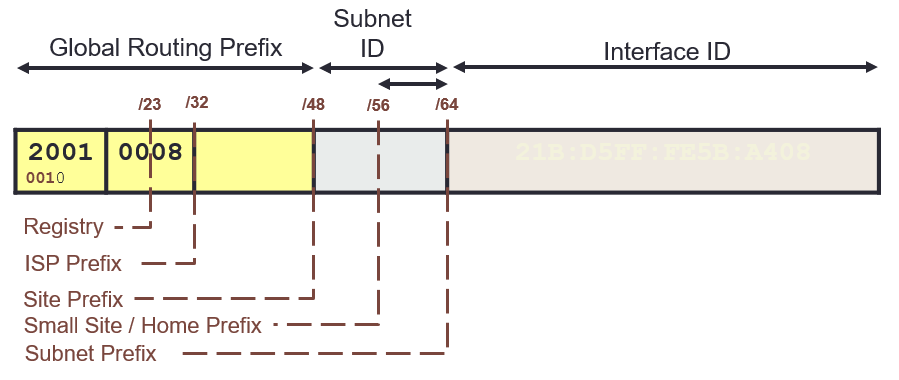 Subnet
ID
Global Routing Prefix
Interface ID
/23
/32
/48
/56
/64
2001
0008
21B:D5FF:FE5B:A408
0010
Registry
ISP Prefix
Site Prefix
Small Site / Home Prefix
Subnet Prefix